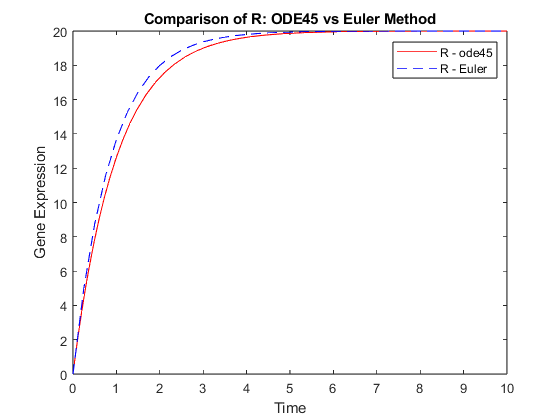 Comparison of R: ODE45 vs Euler Method
20
18
16
14
12
10
8
6
4
2
0
Gene Expression
R - ode45
R - Euler
0 1 2 3 4 5 6 7 8 9 10
Time